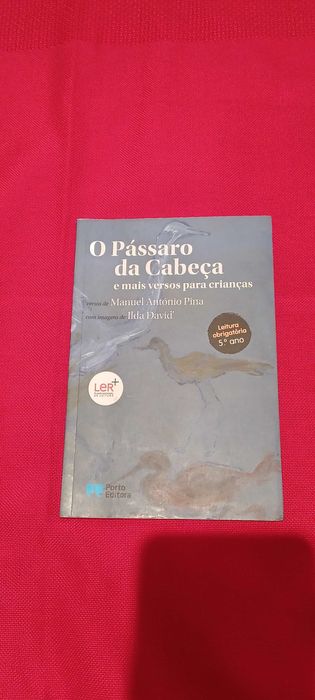 O Pássaro
da Cabeça
e mais versos para crianças
versos de Manuel António Pina
com imagens de Ilda David'
Leitura
obrigatória
5.º ano
LeR+
Porto
Editora